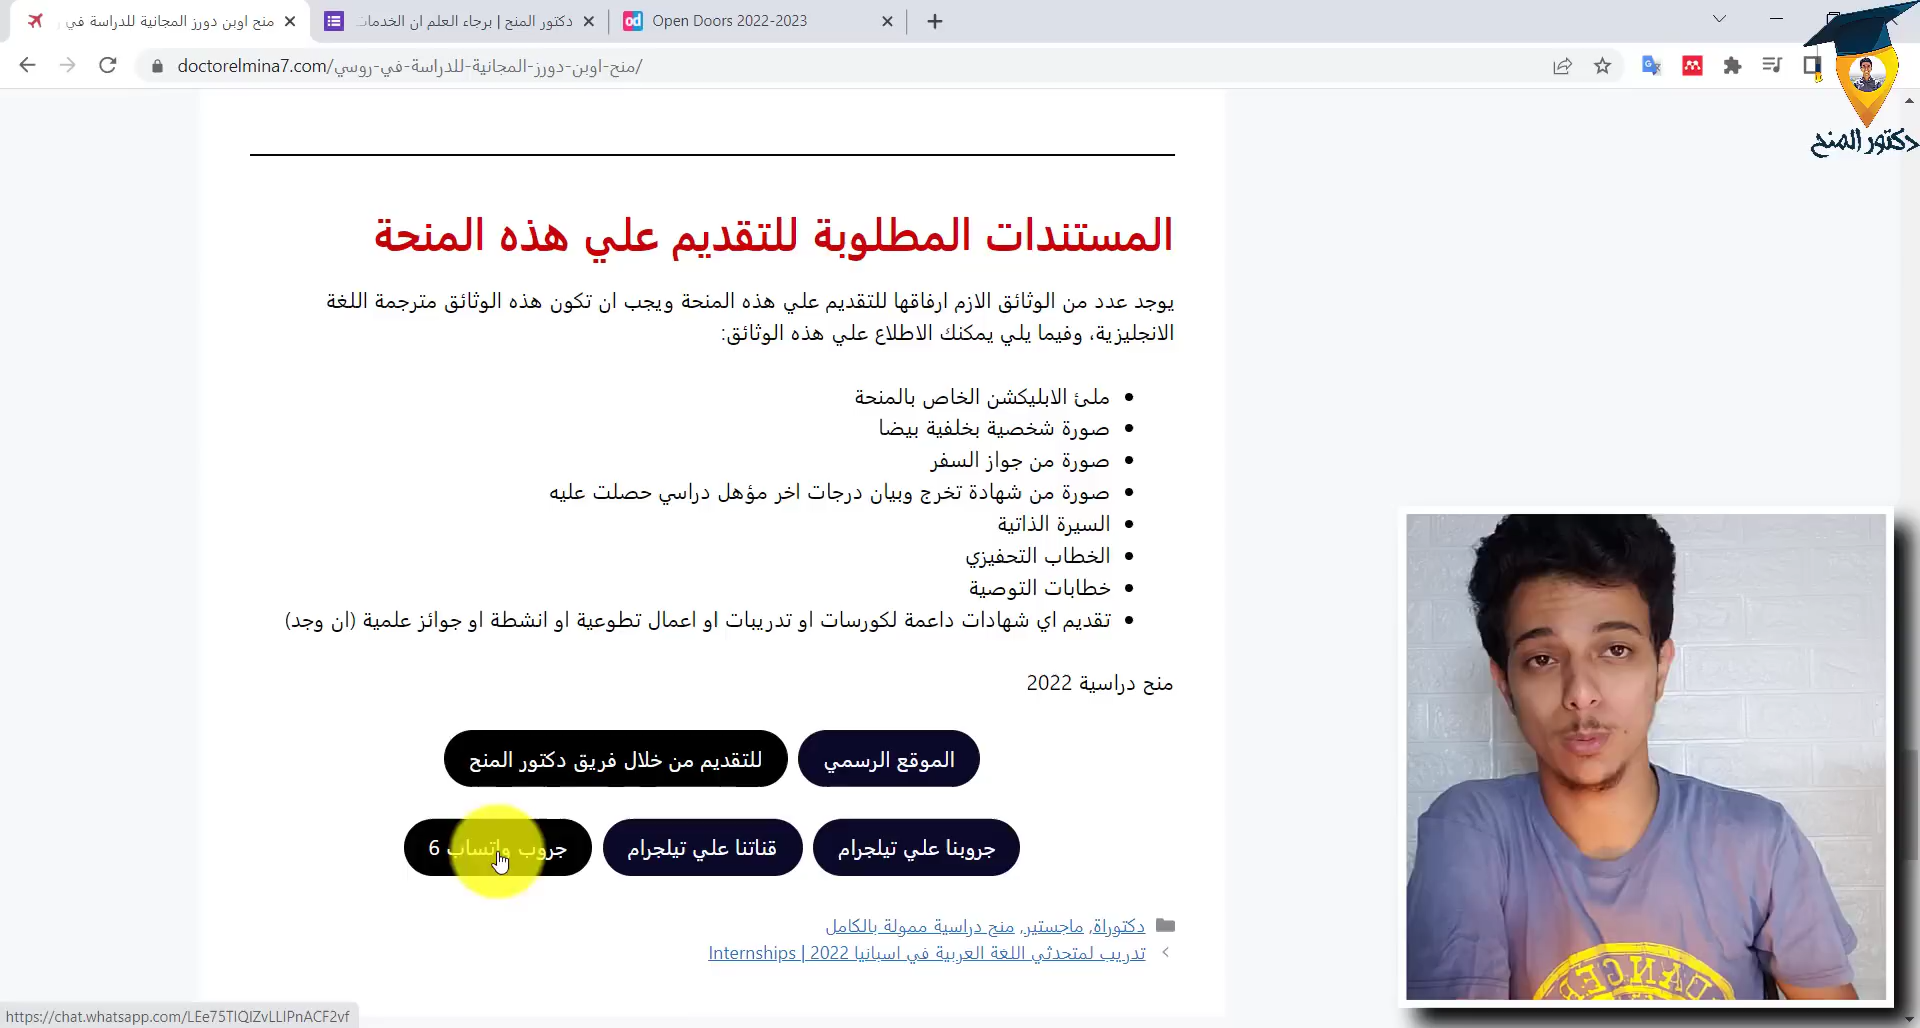 منح اوبن دورز المجانية للدراسة في
دكتور المنح | برجاء العلم ان الخدمات
od Open Doors 2022-2023
doctorelmina7.com/منح-اوبن-دورز-المجانية-للدراسة-في-روسي/
دكتور المنح
المستندات المطلوبة للتقديم علي هذه المنحة
يوجد عدد من الوثائق الازم ارفاقها للتقديم علي هذه المنحة ويجب ان تكون هذه الوثائق مترجمة اللغة
الانجليزية، وفيما يلي يمكنك الاطلاع علي هذه الوثائق:
ملئ الابليكشن الخاص بالمنحة
صورة شخصية بخلفية بيضا
صورة من جواز السفر
صورة من شهادة تخرج وبيان درجات اخر مؤهل دراسي حصلت عليه
السيرة الذاتية
الخطاب التحفيزي
خطابات التوصية
تقديم اي شهادات داعمة لكورسات او تدريبات او اعمال تطوعية او انشطة او جوائز علمية (ان وجد)
منح دراسية 2022
الموقع الرسمي
للتقديم من خلال فريق دكتور المنح
جروبنا علي تيلجرام
قناتنا علي تيلجرام
جروب واتساب 6
دكتوراة, ماجستير, منح دراسية ممولة بالكامل
تدريب لمتحدثي اللغة العربية في اسبانيا 2022 | Internships